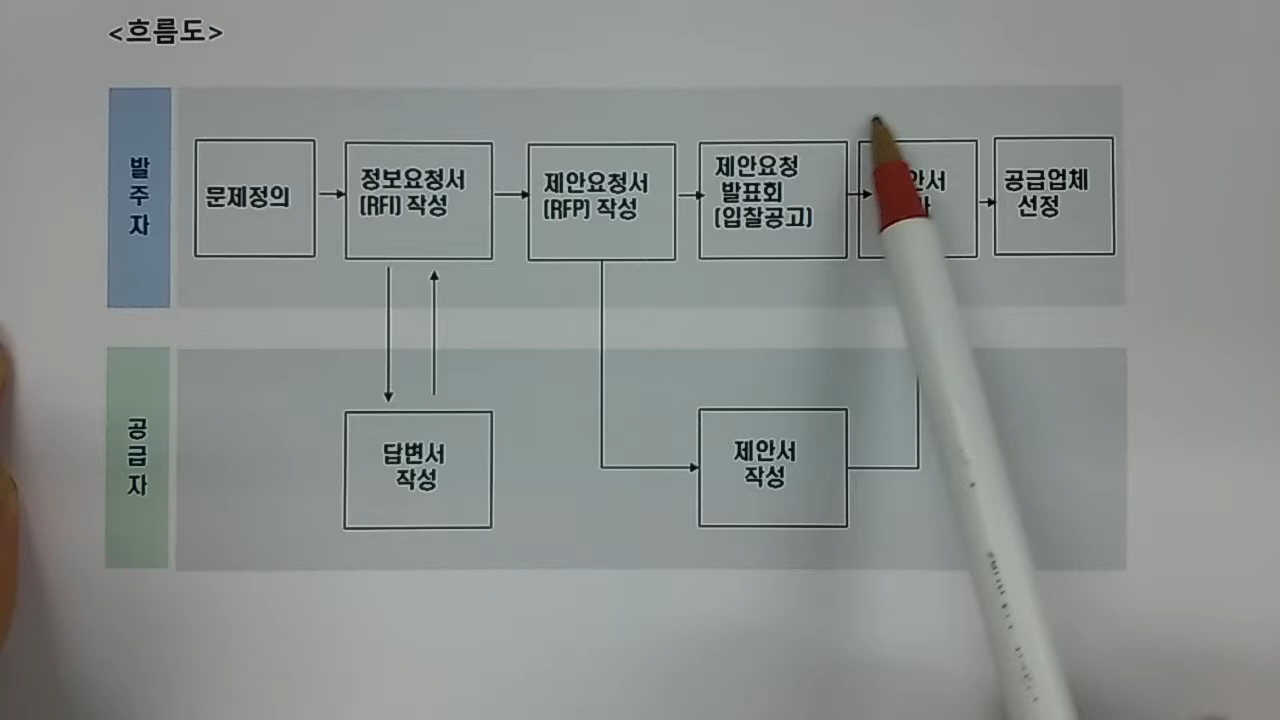 <흐름도>
발
주
자
문제정의
정보요청서
(RFI) 작성
제안요청서
(RFP) 작성
제안요청
발표회
(입찰공고)
공급업체
선정
공
급
자
답변서
작성
제안서
작성